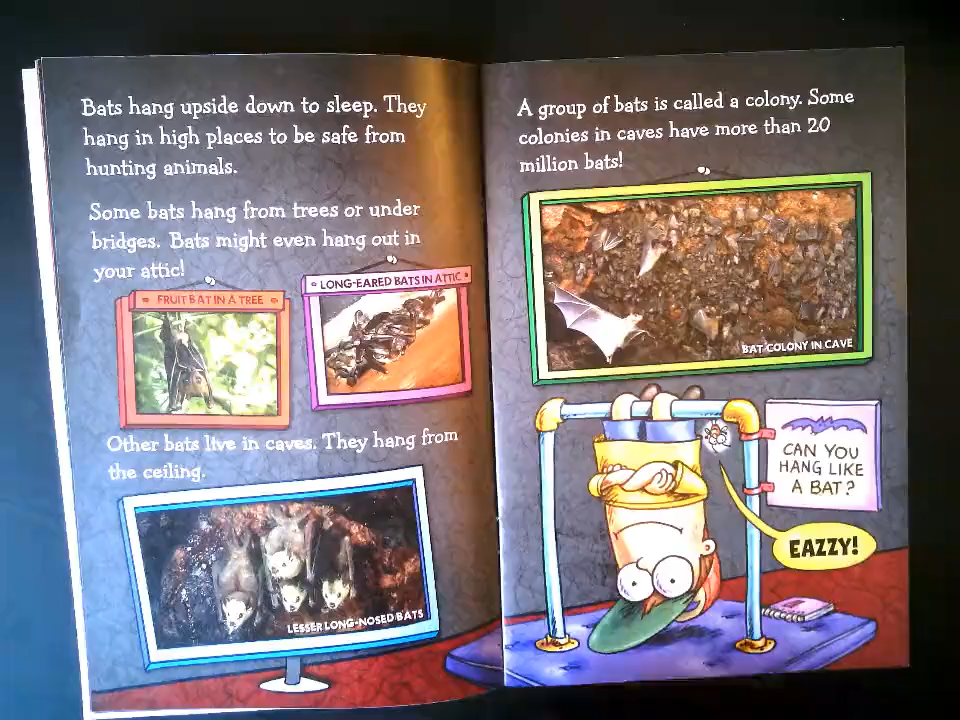 Bats hang upside down to sleep. They
hang in high places to be safe from
hunting animals.
Some bats hang from trees or under
bridges. Bats might even hang out in
your attic!
FRUIT BAT IN A TREE
LONG-EARED BATS IN ATTIC
Other bats live in caves. They hang from
the ceiling.
LESSER LONG-NOSED BATS
A group of bats is called a colony. Some
colonies in caves have more than 20
million bats!
BAT COLONY IN CAVE
CAN YOU
HANG LIKE
A BAT?
EAZZY!